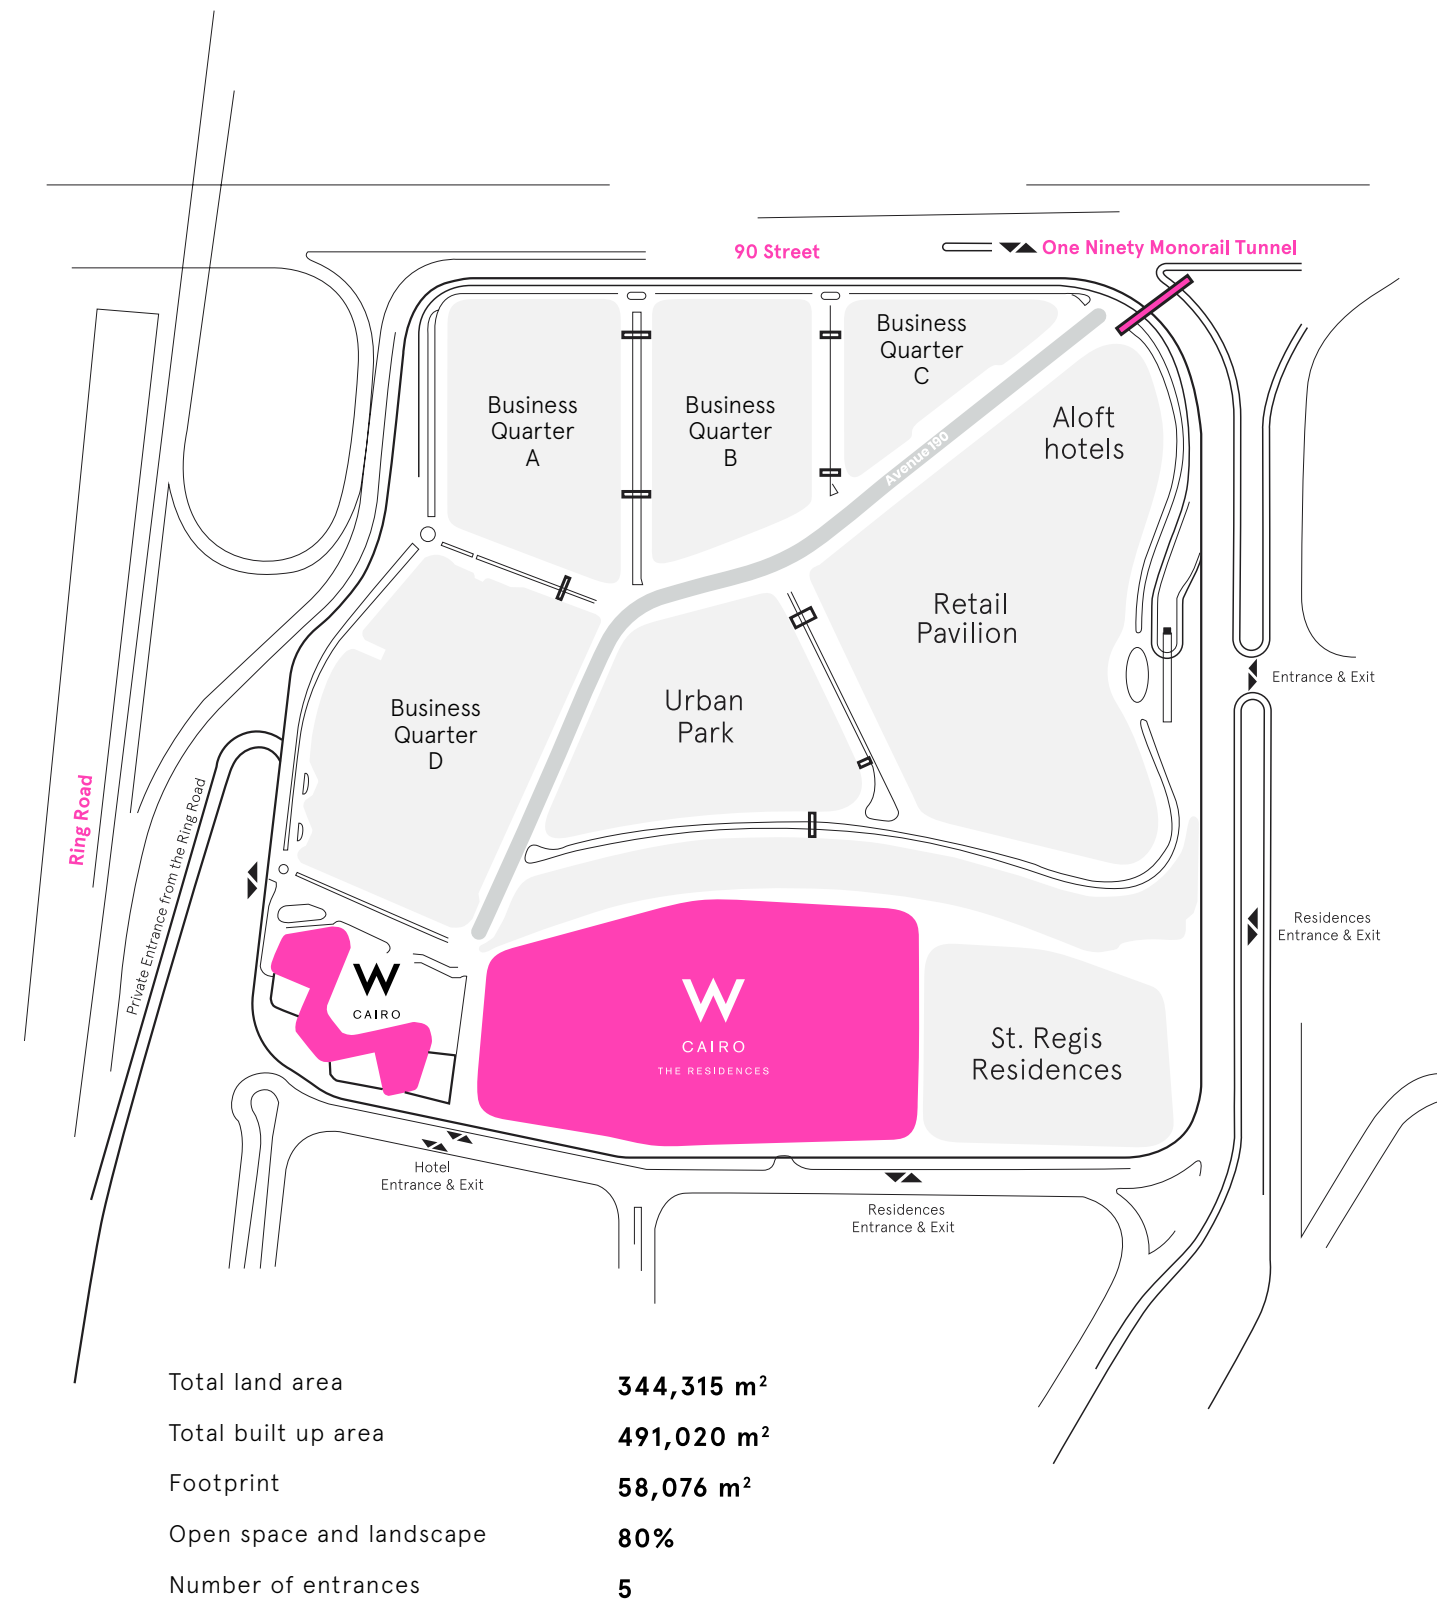 90 Street
One Ninety Monorail Tunnel
Business
Quarter
A
Business
Quarter
B
Business
Quarter
C
Aloft
hotels
Avenue 190
Retail
Pavilion
Urban
Park
Business
Quarter
D
Entrance & Exit
Ring Road
Private Entrance from the Ring Road
Residences
Entrance & Exit
W
CAIRO
W
CAIRO
THE RESIDENCES
St. Regis
Residences
Hotel
Entrance & Exit
Residences
Entrance & Exit
Total land area 344,315 m²
Total built up area 491,020 m²
Footprint 58,076 m²
Open space and landscape 80%
Number of entrances 5